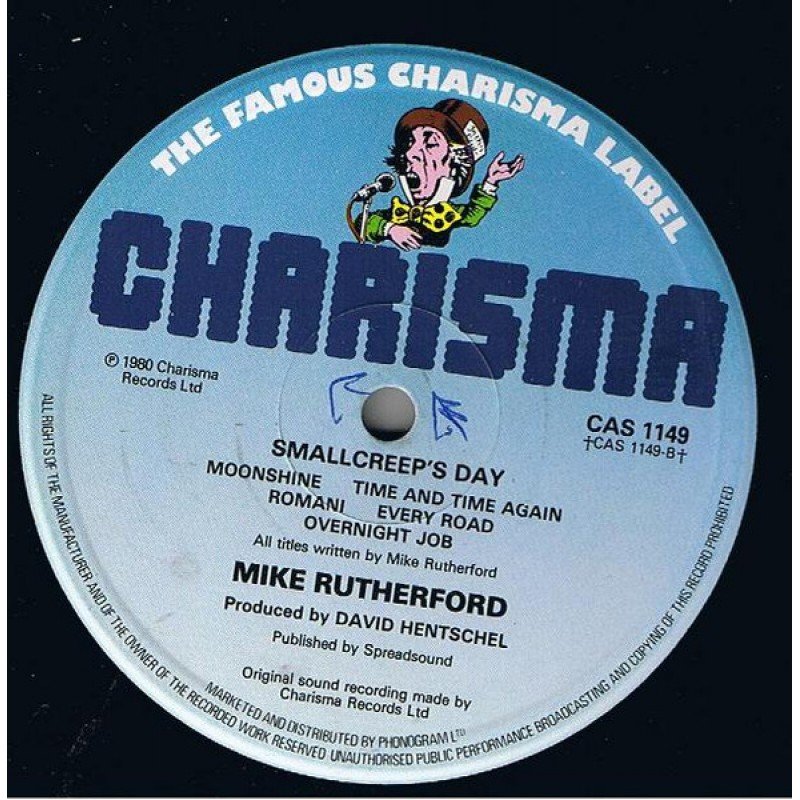 THE FAMOUS CHARISMA LABEL
CHARISMA
℗ 1980 Charisma
Records Ltd
CAS 1149
†CAS 1149-B†
SMALLCREEP'S DAY
MOONSHINE TIME AND TIME AGAIN
ROMANI EVERY ROAD
OVERNIGHT JOB
All titles written by Mike Rutherford
MIKE RUTHERFORD
Produced by DAVID HENTSCHEL
Published by Spreadsound
Original sound recording made by
Charisma Records Ltd
MARKETED AND DISTRIBUTED BY PHONOGRAM LTD
ALL RIGHTS OF THE MANUFACTURER AND OF THE OWNER OF THE RECORDED WORK RESERVED UNAUTHORISED PUBLIC PERFORMANCE BROADCASTING AND COPYING OF THIS RECORD PROHIBITED